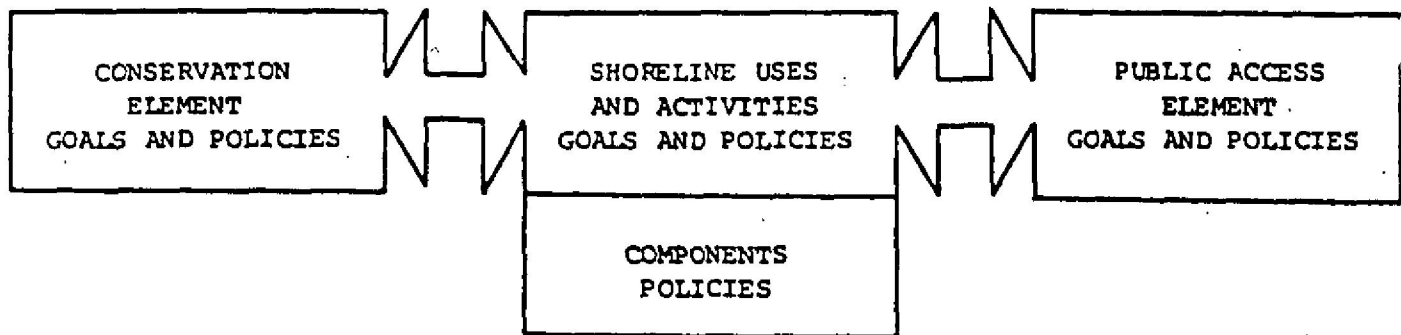 CONSERVATION
ELEMENT
GOALS AND POLICIES
SHORELINE USES
AND ACTIVITIES
GOALS AND POLICIES
PUBLIC ACCESS
ELEMENT
GOALS AND POLICIES
COMPONENTS
POLICIES